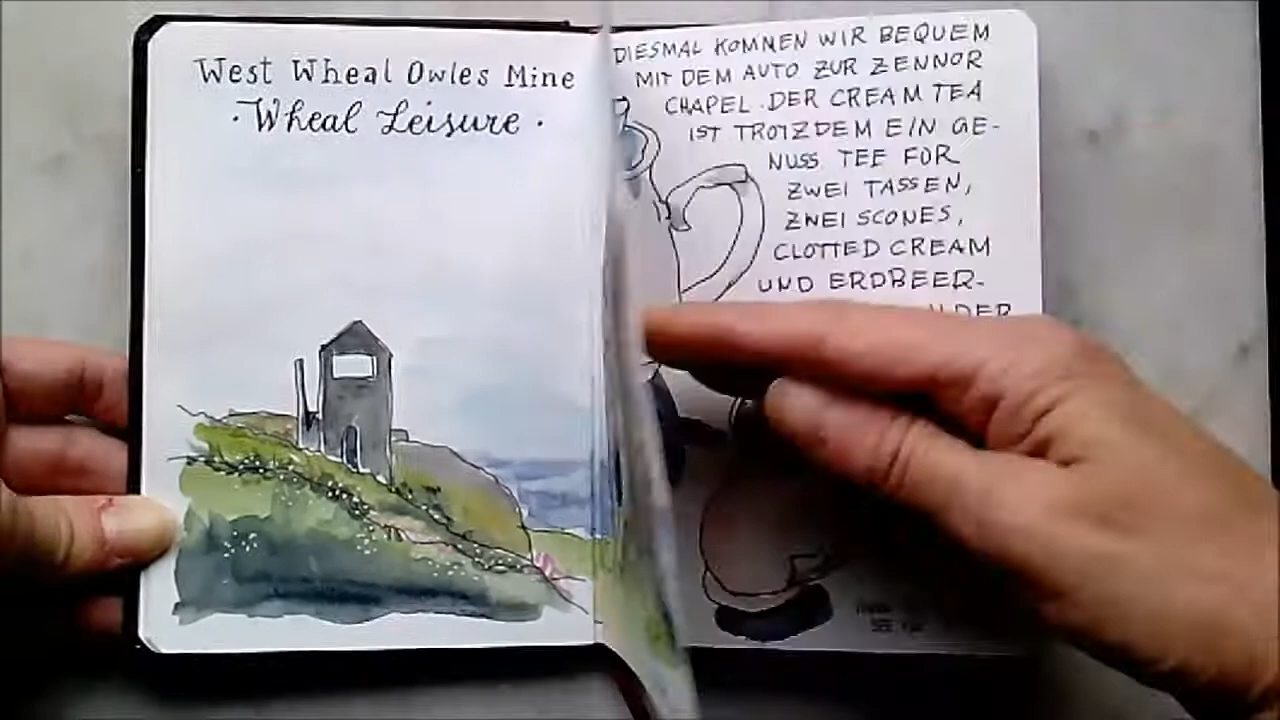 West Wheal Owles Mine
·Wheal Leisure·
DIESMAL KOMMEN WIR BEQUEM
MIT DEM AUTO ZUR ZENNOR
CHAPEL. DER CREAM TEA
IST TROTZDEM EIN GE-
NUSS. TEE FÜR
ZWEI TASSEN,
ZWEI SCONES,
CLOTTED CREAM
UND ERDBEER-
DER